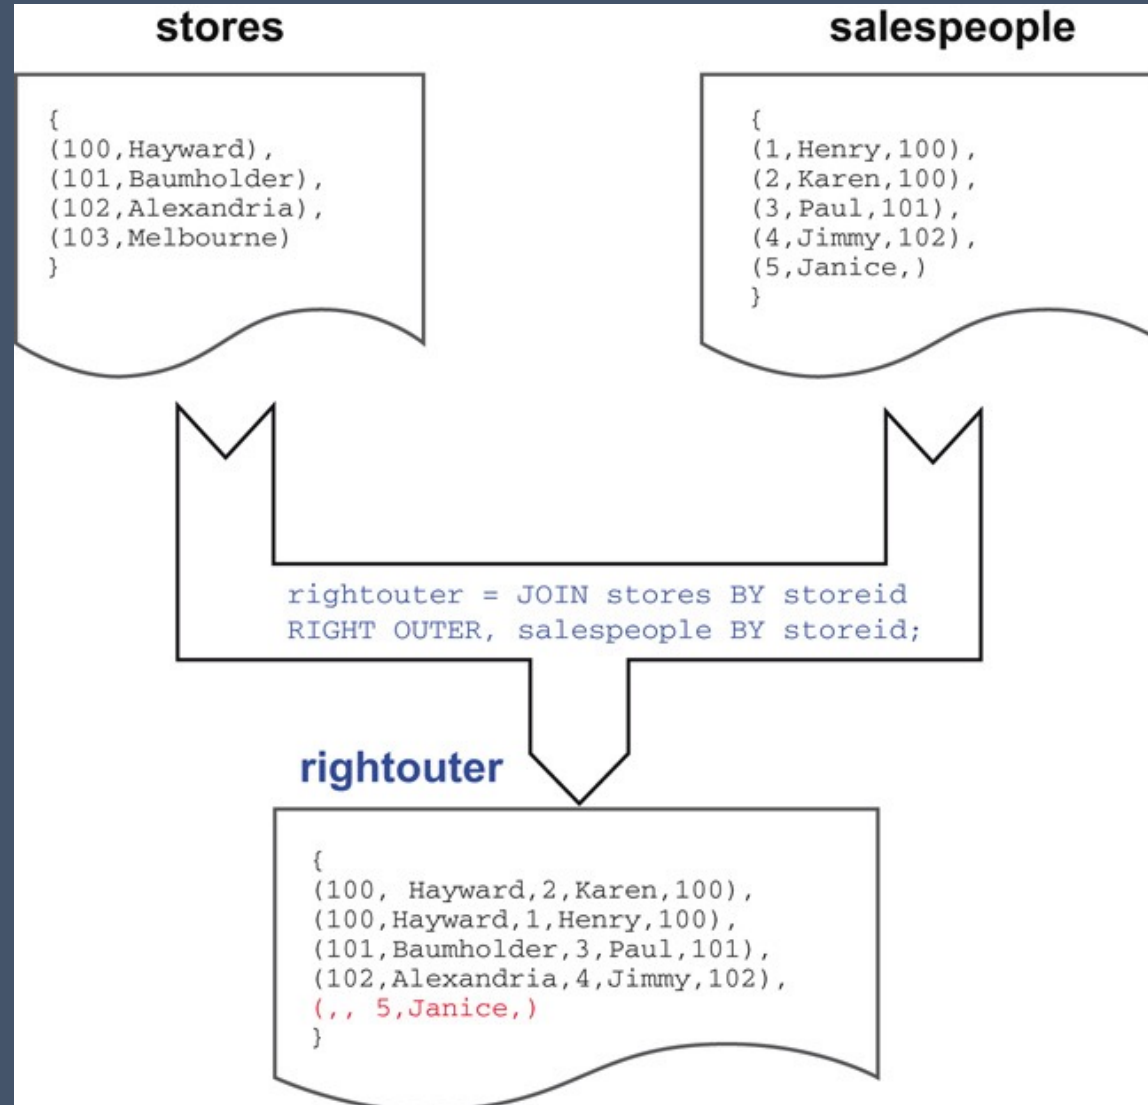 stores
{
(100,Hayward),
(101,Baumholder),
(102,Alexandria),
(103,Melbourne)
}
salespeople
{
(1,Henry,100),
(2,Karen,100),
(3,Paul,101),
(4,Jimmy,102),
(5,Janice,)
}
rightouter = JOIN stores BY storeid
RIGHT OUTER, salespeople BY storeid;
rightouter
{
(100, Hayward,2,Karen,100),
(100,Hayward,1,Henry,100),
(101,Baumholder,3,Paul,101),
(102,Alexandria,4,Jimmy,102),
(,, 5,Janice,)
}